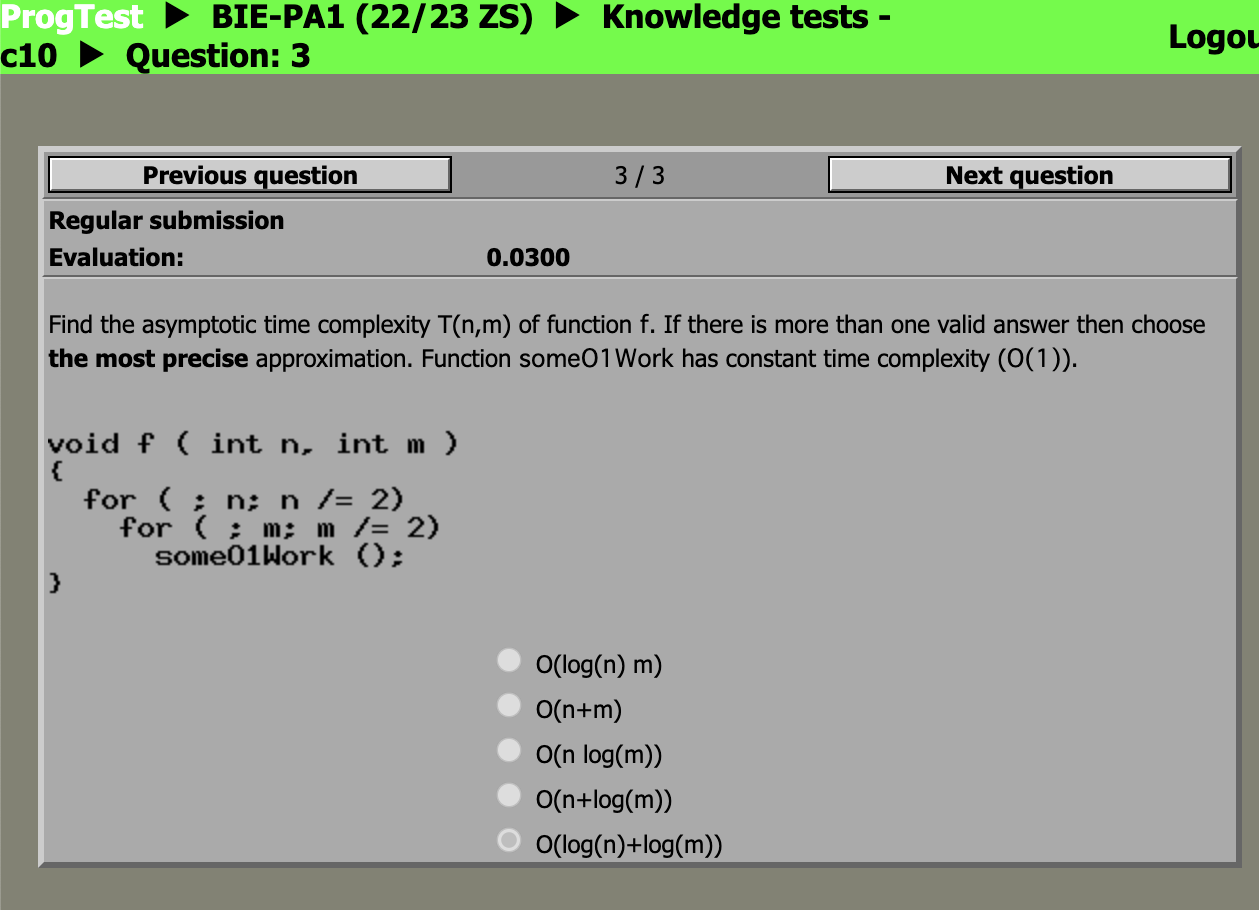 ProgTest ▶ BIE-PA1 (22/23 ZS) ▶ Knowledge tests -
c10 ▶ Question: 3
Logou
Previous question
3 / 3
Next question
Regular submission
Evaluation: 0.0300
Find the asymptotic time complexity T(n,m) of function f. If there is more than one valid answer then choose
the most precise approximation. Function someO1Work has constant time complexity (O(1)).
void f ( int n, int m )
{
for ( ; n; n /= 2)
for ( ; m; m /= 2)
someO1Work ();
}
O(log(n) m)
O(n+m)
O(n log(m))
O(n+log(m))
O(log(n)+log(m))